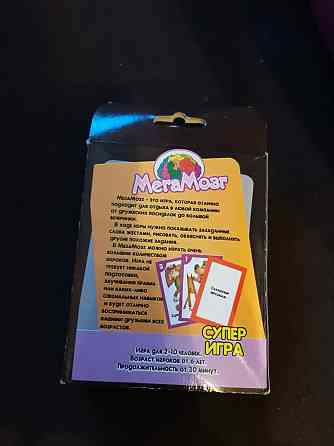 МегаМозг
МегаМозг - это игра, которая отлично
подходит для отдыха в любой компании
от дружеских посиделок до большой
вечеринки.
В ходе игры нужно показывать загаданные
слова жестами, рисовать, объяснять и выполнять
другие похожие задания.
В МегаМозг можно играть очень
большим количеством
игроков. Игра не
требует никакой
подготовки,
заучивания правил
или каких-либо
специальных навыков
и будет отлично
восприниматься
вашими друзьями всех
возрастов.
СУПЕР
ИГРА
Игра для 2-10 человек.
Возраст игроков от 6 лет.
Продолжительность от 30 минут.